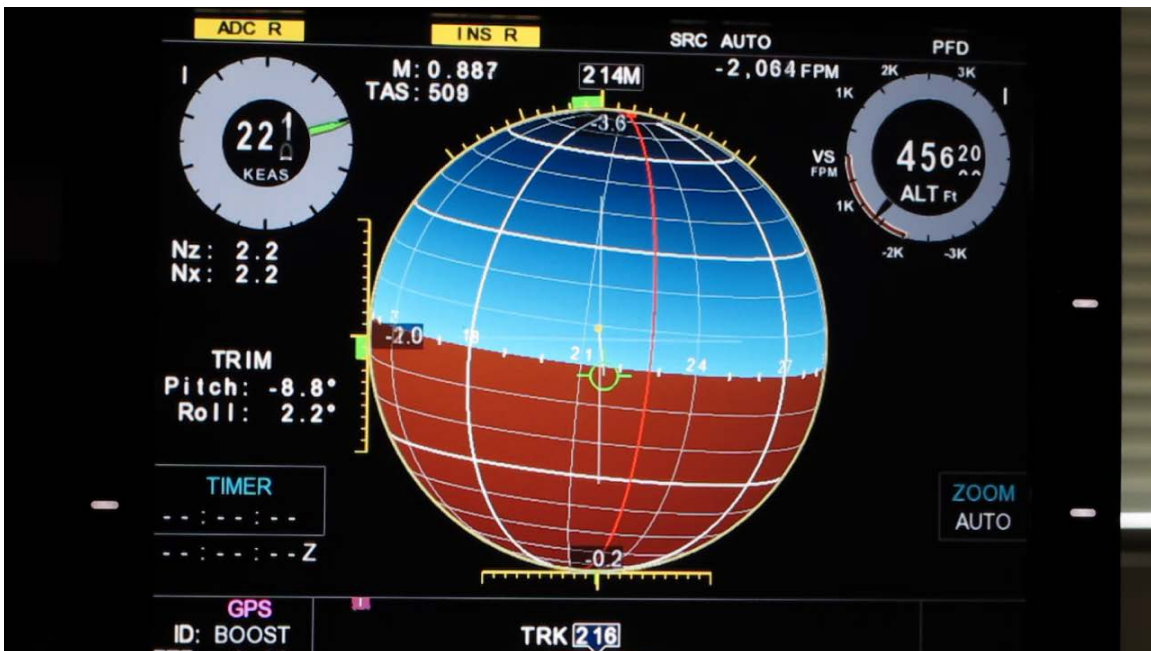 ADC R
INS R
SRC AUTO
PFD
M: 0.887
TAS: 509
214M
-2,064 FPM
2K
3K
1K
221
0
KEAS
-3.6
VS
FPM
45620
ALT Ft
1K
-2K
-3K
Nz: 2.2
Nx: 2.2
-2.0
18
21
24
27
TRIM
Pitch: -8.8°
Roll: 2.2°
TIMER
--:--:--
--:--:--Z
ZOOM
AUTO
-0.2
GPS
ID: BOOST
TRK 216